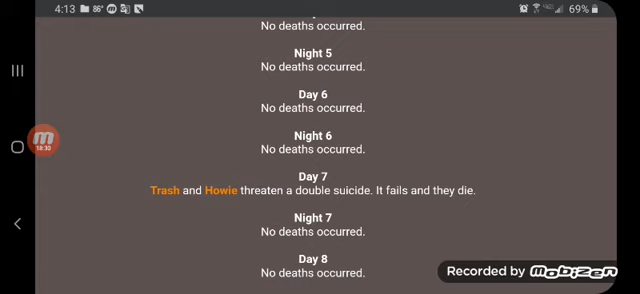 4:13 86° 69%
No deaths occurred.
Night 5
No deaths occurred.
Day 6
No deaths occurred.
Night 6
No deaths occurred.
18:30
Day 7
Trash and Howie threaten a double suicide. It fails and they die.
Night 7
No deaths occurred.
Day 8
No deaths occurred.
Recorded by mobizen